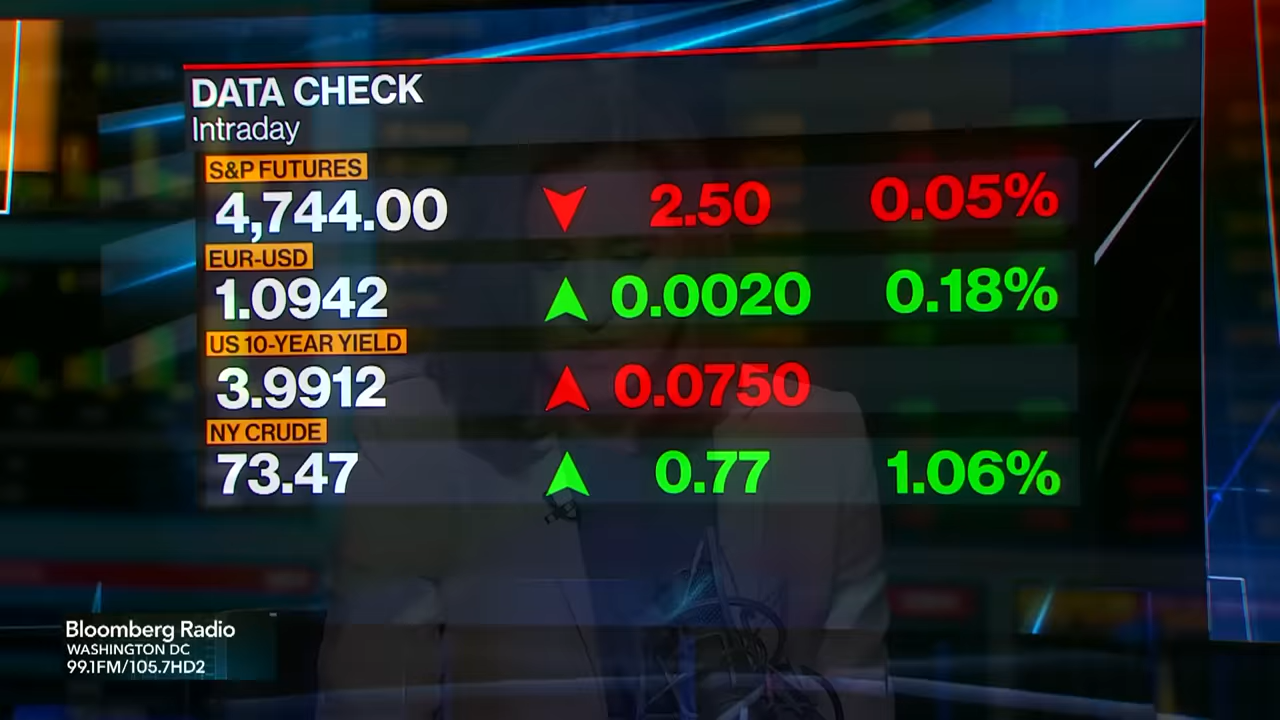 DATA CHECK
Intraday
S&P FUTURES
4,744.00 2.50 0.05%
EUR-USD
1.0942 0.0020 0.18%
US 10-YEAR YIELD
3.9912 0.0750
NY CRUDE
73.47 0.77 1.06%
Bloomberg Radio
WASHINGTON DC
99.1FM/105.7HD2